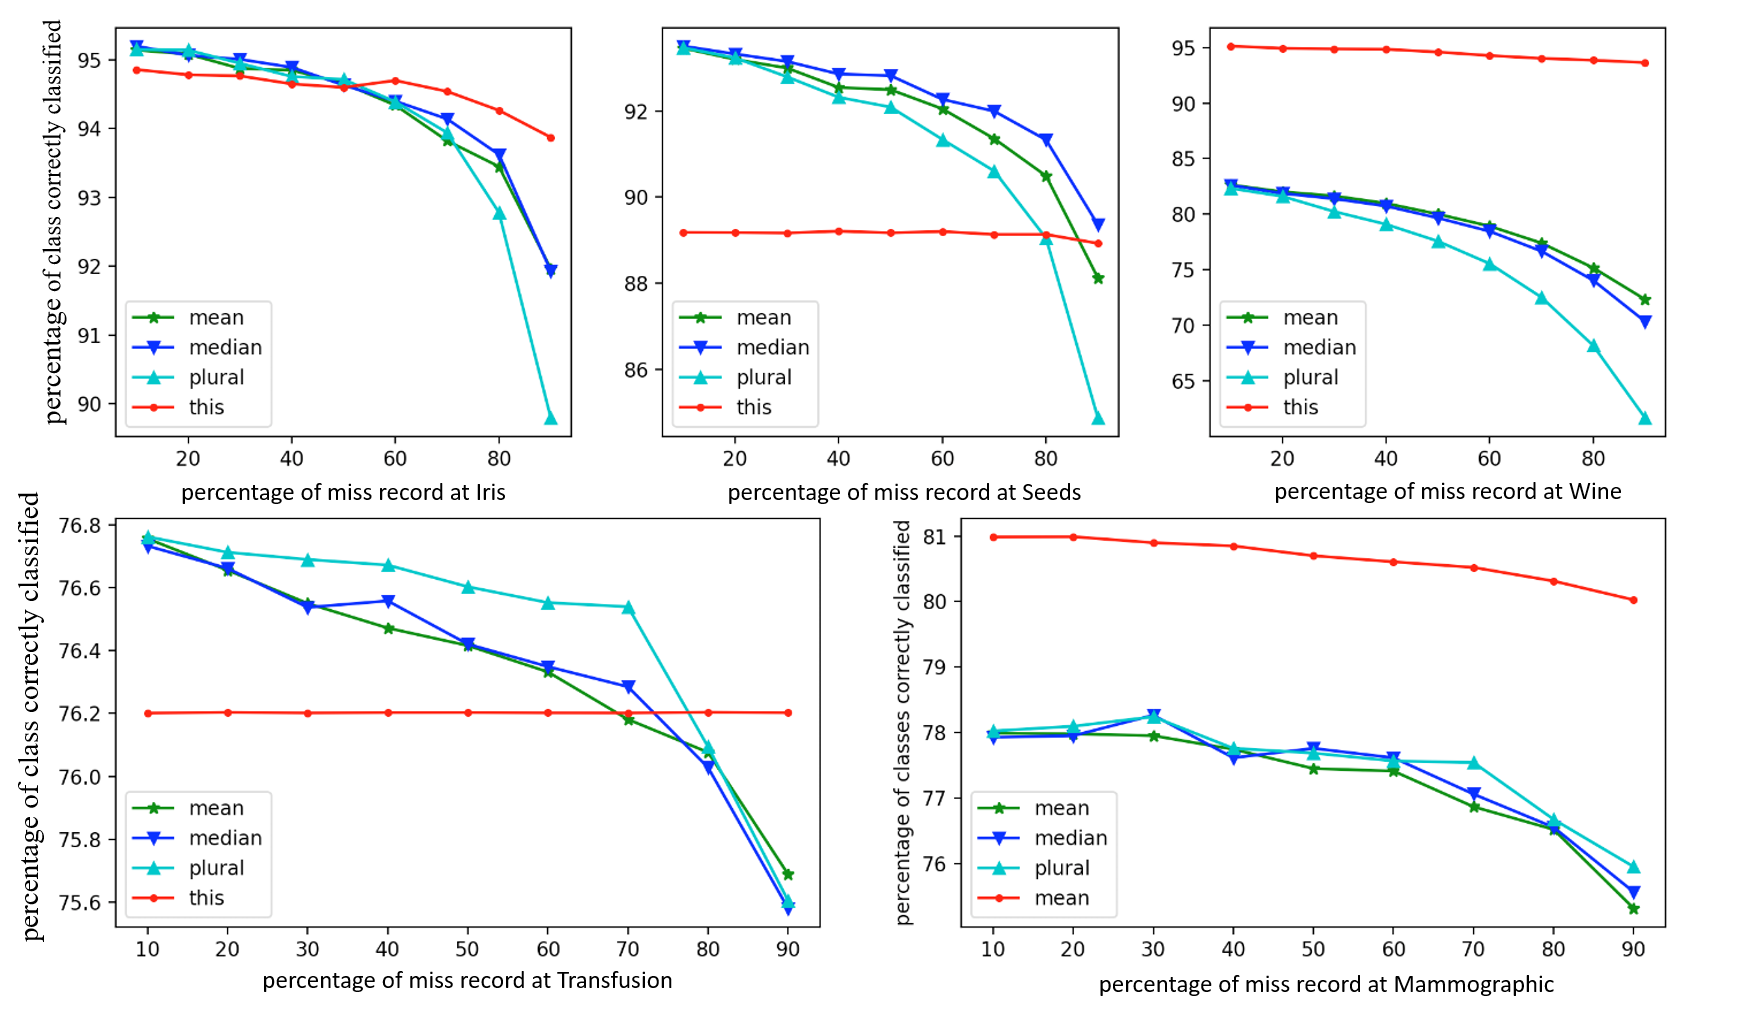 percentage of class correctly classified
95
94
93
92
91
90
mean
median
plural
this
20 40 60 80
percentage of miss record at Iris
92
90
88
86
mean
median
plural
this
20 40 60 80
percentage of miss record at Seeds
95
90
85
80
75
70
65
mean
median
plural
this
20 40 60 80
percentage of miss record at Wine
percentage of class correctly classified
76.8
76.6
76.4
76.2
76.0
75.8
75.6
mean
median
plural
this
10 20 30 40 50 60 70 80 90
percentage of miss record at Transfusion
percentage of classes correctly classified
81
80
79
78
77
76
mean
median
plural
mean
10 20 30 40 50 60 70 80 90
percentage of miss record at Mammographic